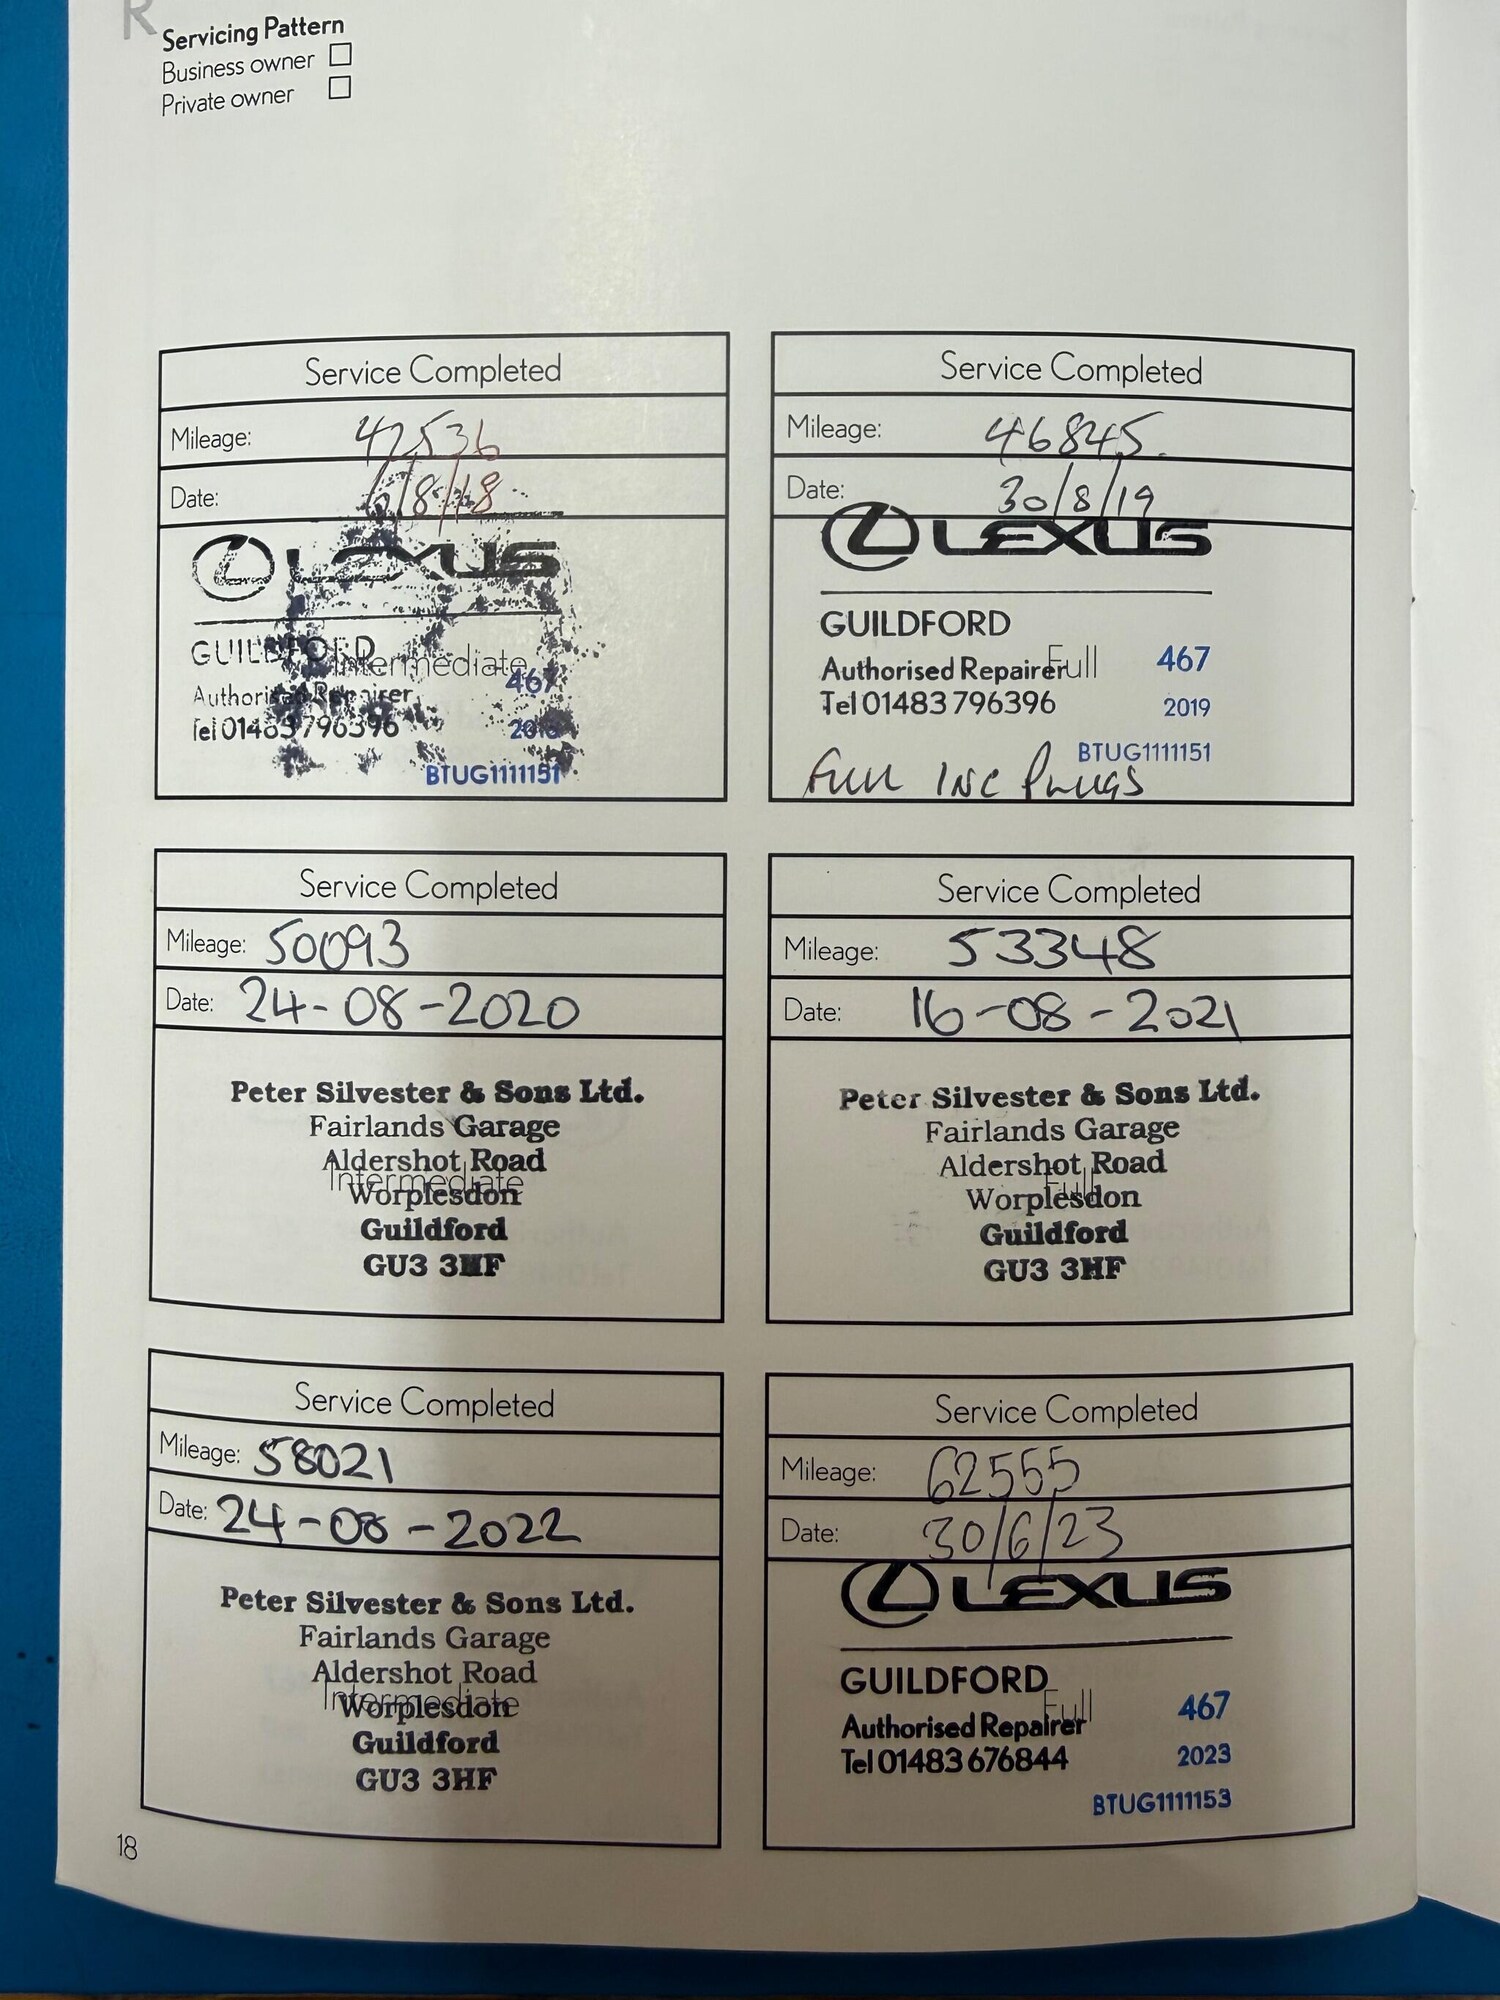 R
Servicing Pattern
Business owner
Private owner
Service Completed
Mileage: 42536
Date: /8/18
LEXUS
GUILDFORD
Intermediate
467
Authorised Repairer
Tel 01483 796396
BTUG1111151
Service Completed
Mileage: 46845
Date: 30/8/19
LEXUS
GUILDFORD
Authorised Repairer
Full
467
Tel 01483 796396
2019
BTUG1111151
Full INC Plugs
Service Completed
Mileage: 50093
Date: 24-08-2020
Peter Silvester & Sons Ltd.
Fairlands Garage
Aldershot Road
Intermediate
Worplesdon
Guildford
GU3 3HF
Service Completed
Mileage: 53348
Date: 16-08-2021
Peter Silvester & Sons Ltd.
Fairlands Garage
Aldershot Road
Full
Worplesdon
Guildford
GU3 3HF
Service Completed
Mileage: 58021
Date: 24-08-2022
Peter Silvester & Sons Ltd.
Fairlands Garage
Aldershot Road
Intermediate
Worplesdon
Guildford
GU3 3HF
Service Completed
Mileage: 62555
Date: 30/6/23
LEXUS
GUILDFORD
Full
467
Authorised Repairer
Tel 01483 676844
2023
BTUG1111153
18